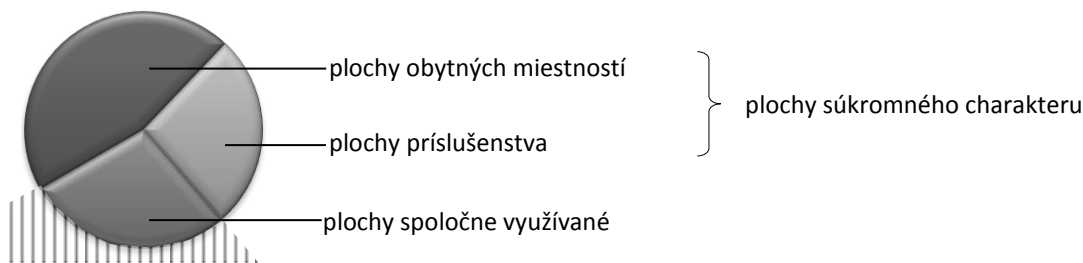 plochy obytných miestností
plochy súkromného charakteru
plochy príslušenstva
plochy spoločne využívané